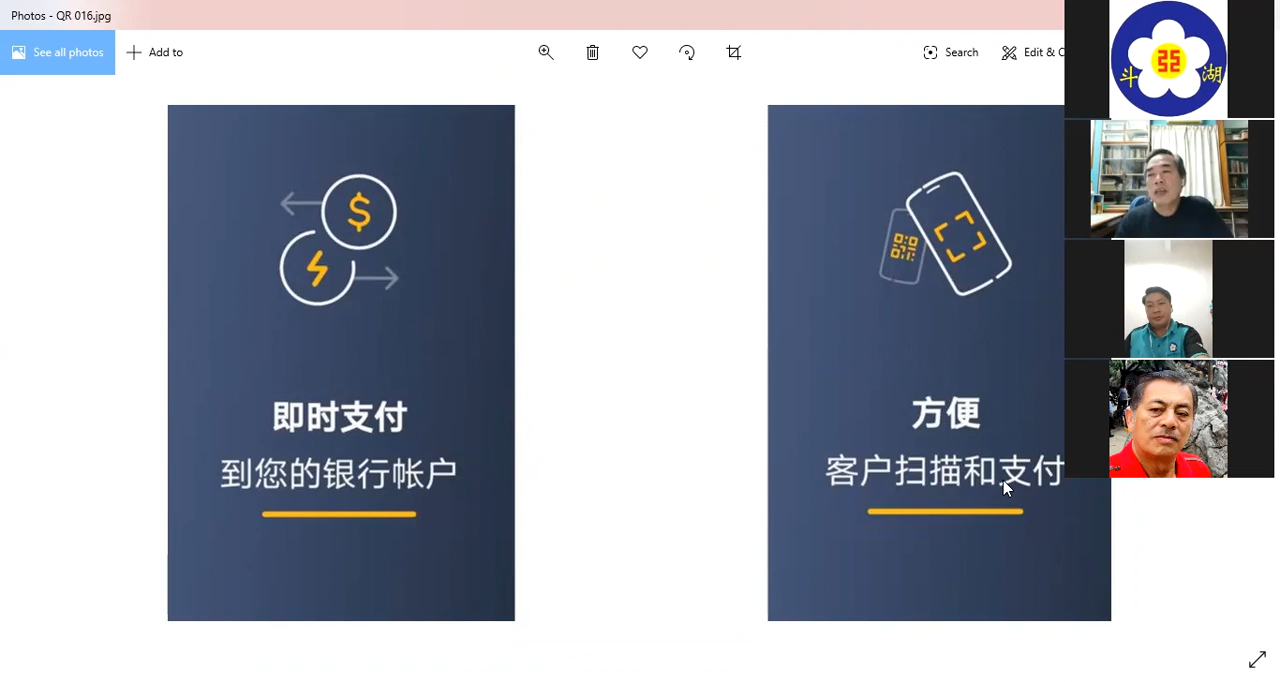 Photos - QR 016.jpg
See all photos
Add to
Search
Edit & C
斗 亞 湖
即时支付
到您的银行帐户
方便
客户扫描和支付